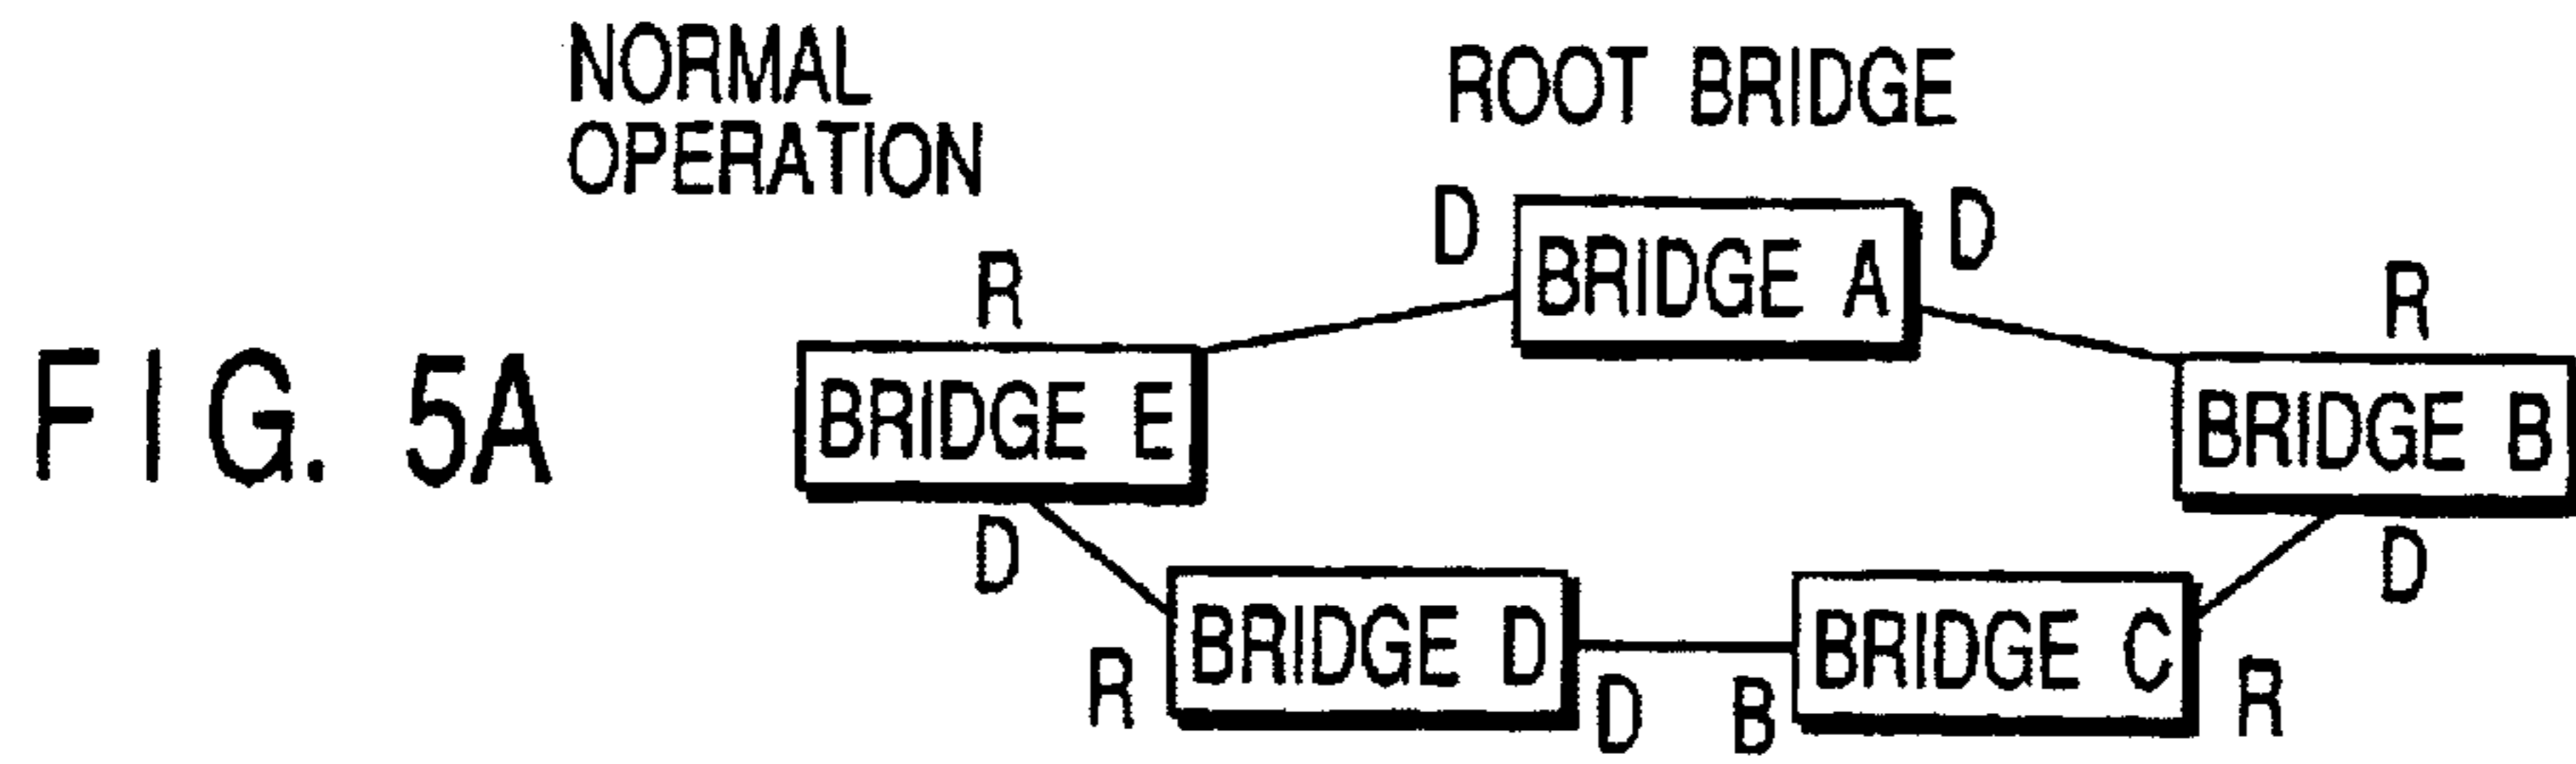 NORMAL
OPERATION
ROOT BRIDGE
D
BRIDGE A
D
R
R
FIG. 5A
BRIDGE E
BRIDGE B
D
D
BRIDGE D
BRIDGE C
R
D
B
R